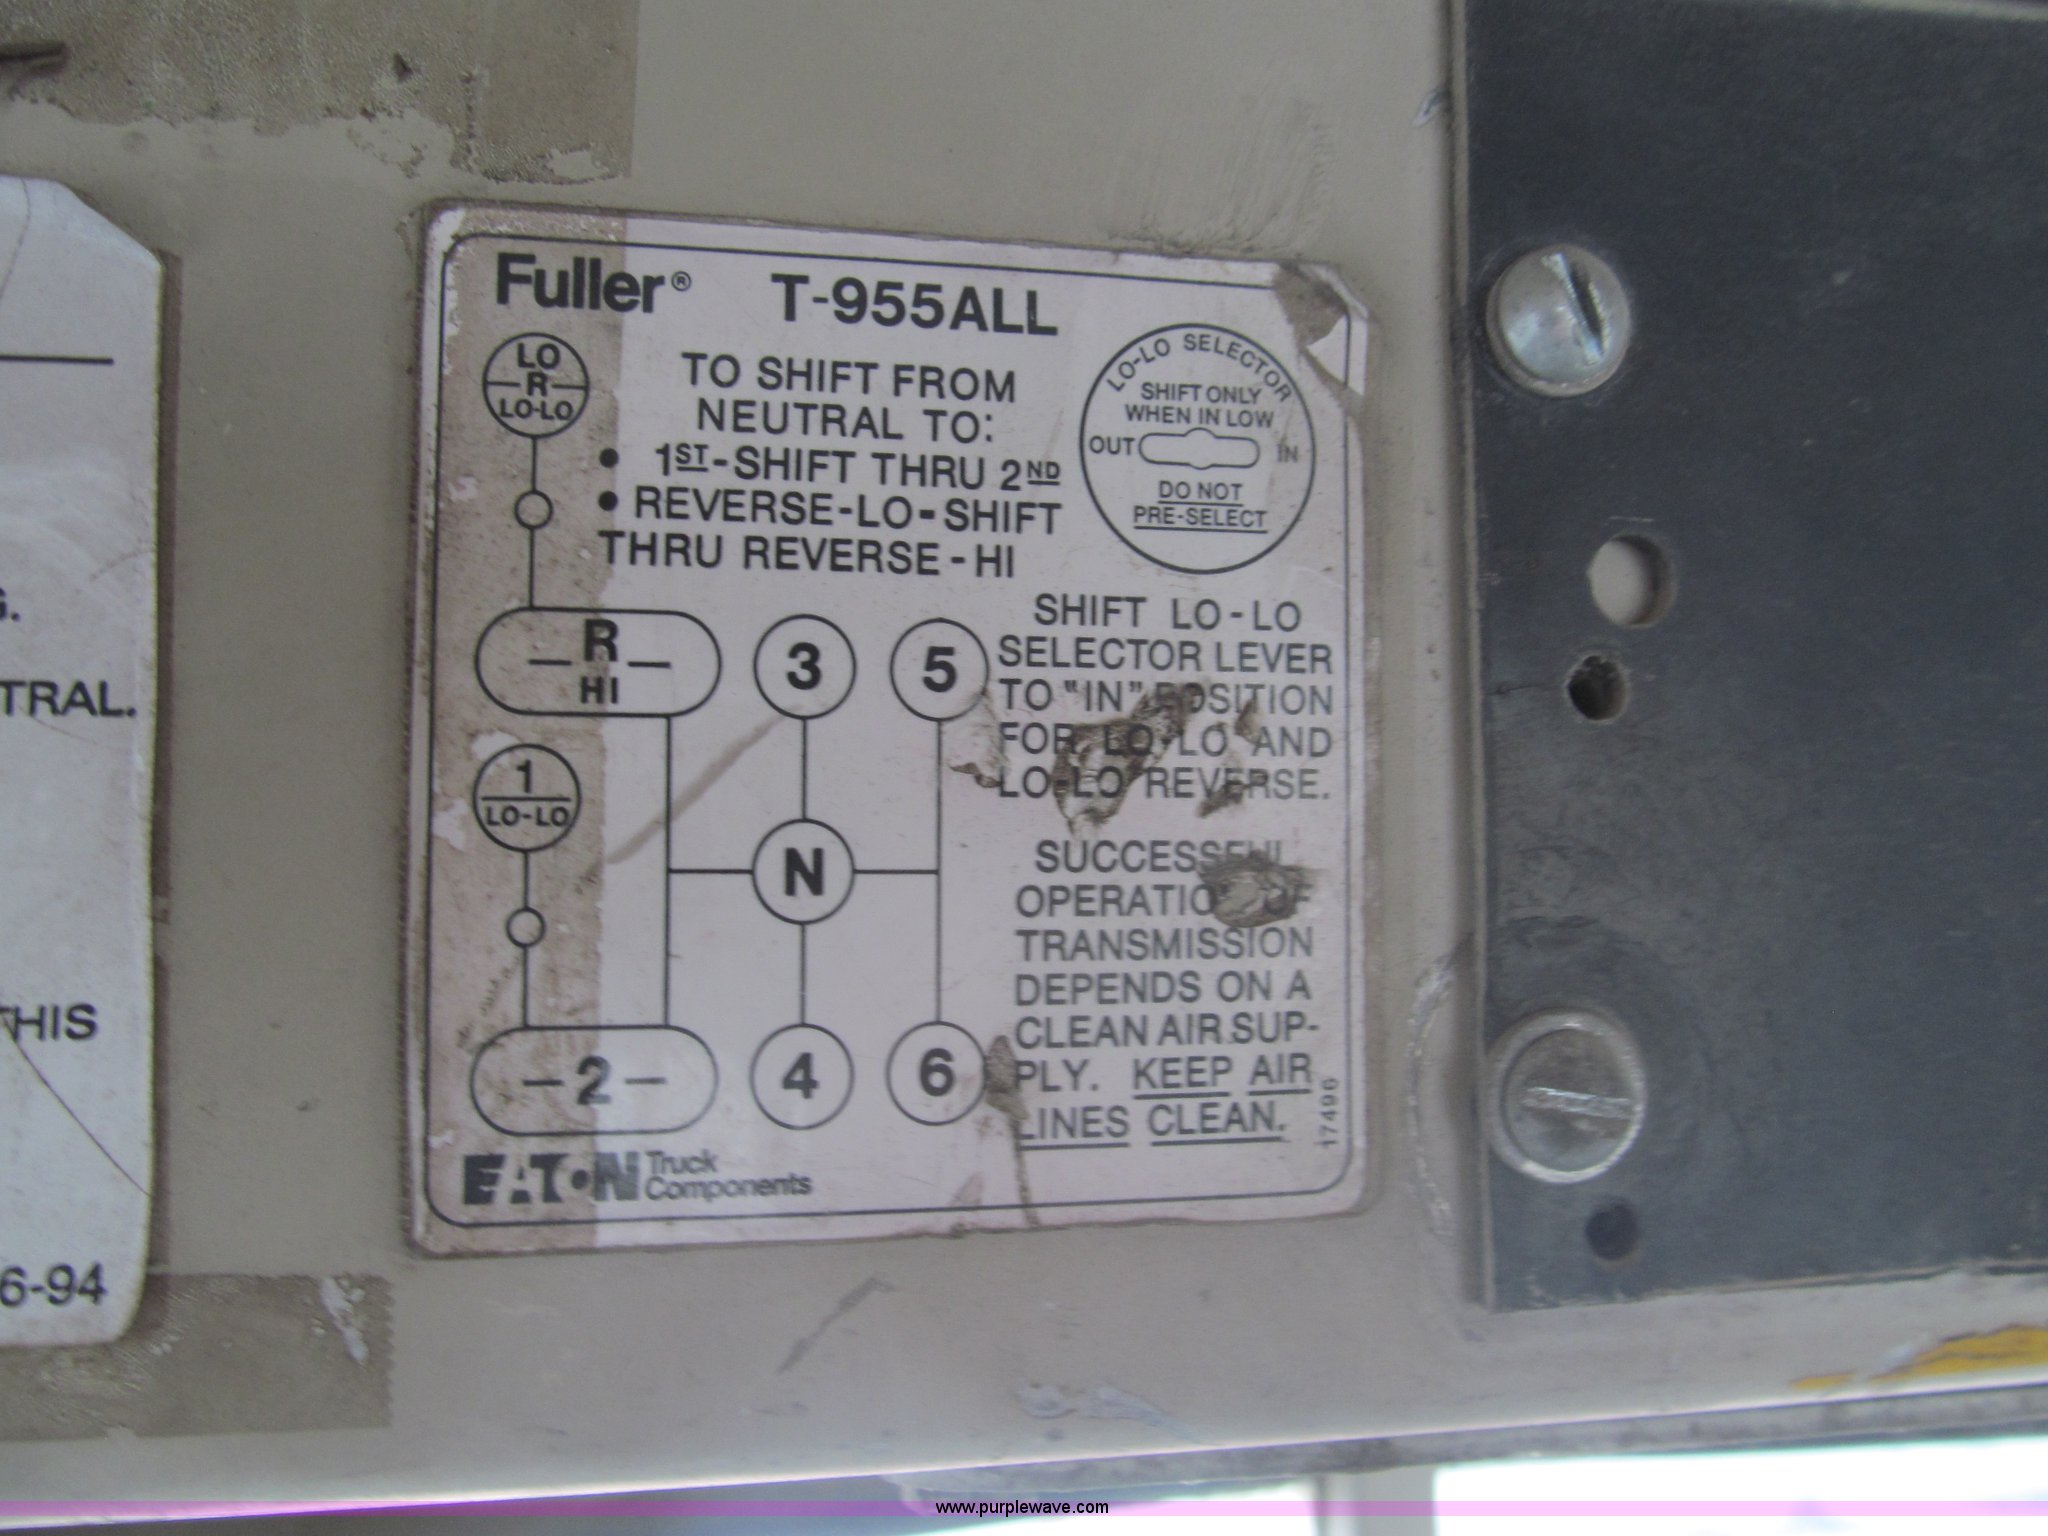 Fuller® T-955ALL
LO
R
LO-LO
TO SHIFT FROM
NEUTRAL TO:
• 1ST-SHIFT THRU 2ND
• REVERSE-LO-SHIFT
THRU REVERSE-HI
LO-LO SELECTOR
SHIFT ONLY
WHEN IN LOW
OUT IN
DO NOT
PRE-SELECT
-R-
HI
3 5
1
LO-LO
N
-2- 4 6
SHIFT LO-LO
SELECTOR LEVER
TO "IN" POSITION
FOR LO-LO AND
LO-LO REVERSE.
SUCCESSFUL
OPERATION OF
TRANSMISSION
DEPENDS ON A
CLEAN AIR SUP-
PLY. KEEP AIR
LINES CLEAN.
17496
EATON Truck
Components
G.
TRAL.
THIS
6-94
www.purplewave.com